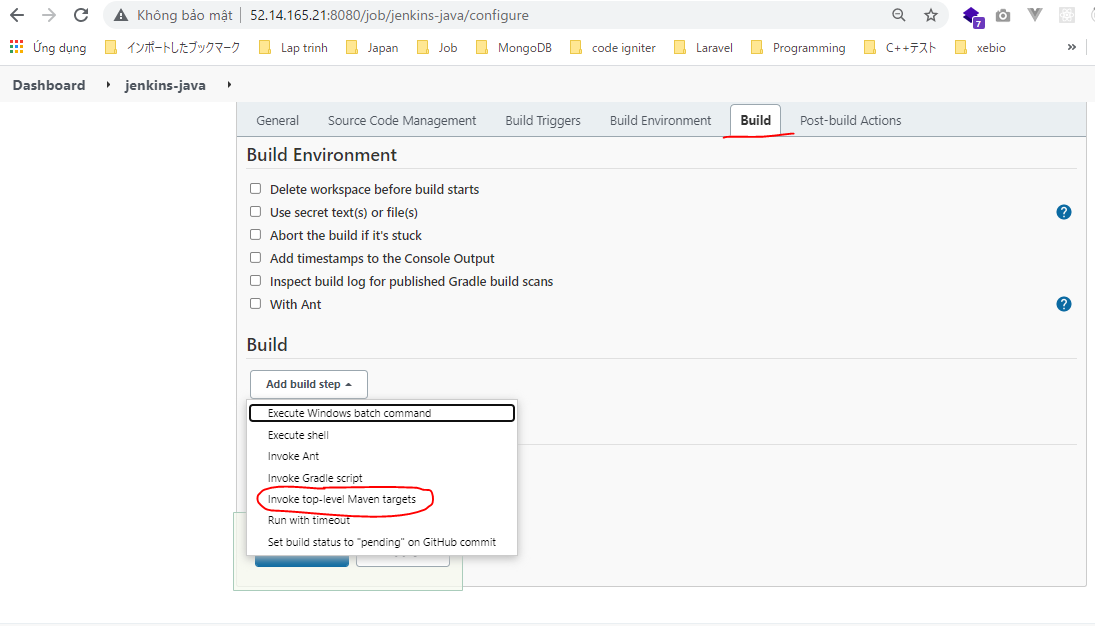 Không bảo mật | 52.14.165.21:8080/job/jenkins-java/configure
7
Ứng dụng インポートしたブックマーク Lap trinh Japan Job MongoDB code igniter Laravel Programming C++テスト xebio »
Dashboard jenkins-java
General Source Code Management Build Triggers Build Environment Build Post-build Actions
Build Environment
Delete workspace before build starts
Use secret text(s) or file(s) ?
Abort the build if it's stuck
Add timestamps to the Console Output
Inspect build log for published Gradle build scans
With Ant ?
Build
Add build step
Execute Windows batch command
Execute shell
Invoke Ant
Invoke Gradle script
Invoke top-level Maven targets
Run with timeout
Set build status to "pending" on GitHub commit